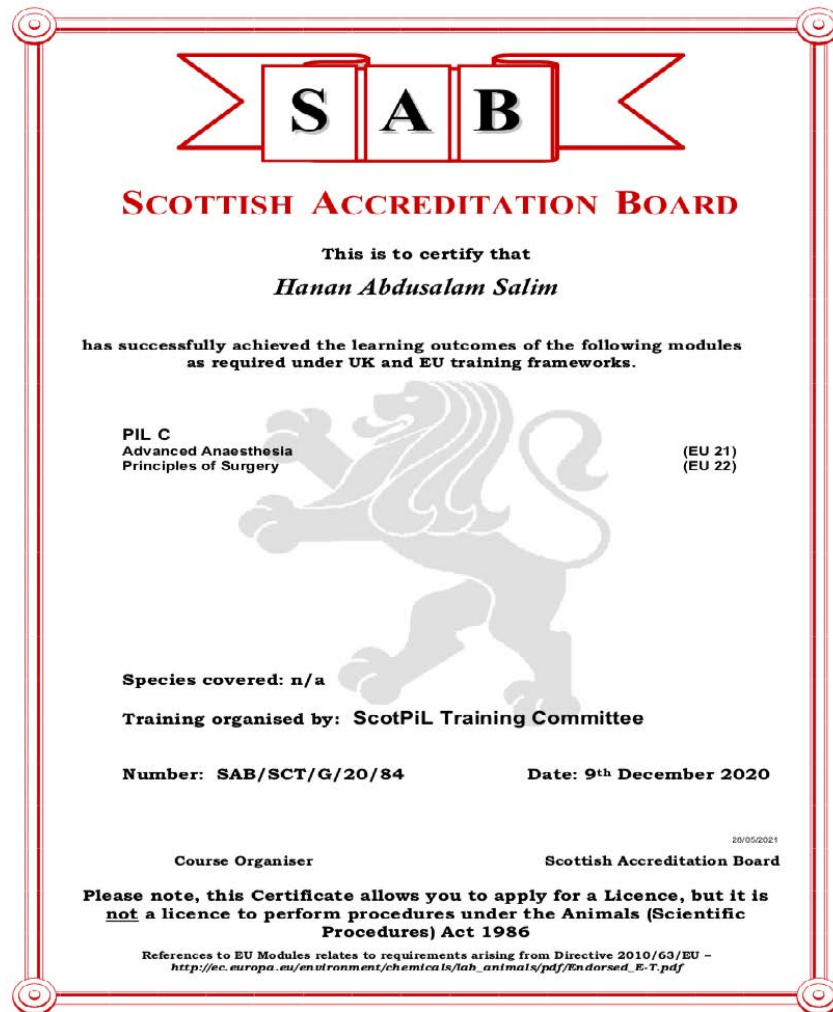 S A B
SCOTTISH ACCREDITATION BOARD
This is to certify that
Hanan Abdusalam Salim
has successfully achieved the learning outcomes of the following modules
as required under UK and EU training frameworks.
PIL C
Advanced Anaesthesia (EU 21)
Principles of Surgery (EU 22)
Species covered: n/a
Training organised by: ScotPiL Training Committee
Number: SAB/SCT/G/20/84 Date: 9th December 2020
28/05/2021
Course Organiser Scottish Accreditation Board
Please note, this Certificate allows you to apply for a Licence, but it is
not a licence to perform procedures under the Animals (Scientific
Procedures) Act 1986
References to EU Modules relates to requirements arising from Directive 2010/63/EU –
http://ec.europa.eu/environment/chemicals/lab_animals/pdf/Endorsed_E-T.pdf